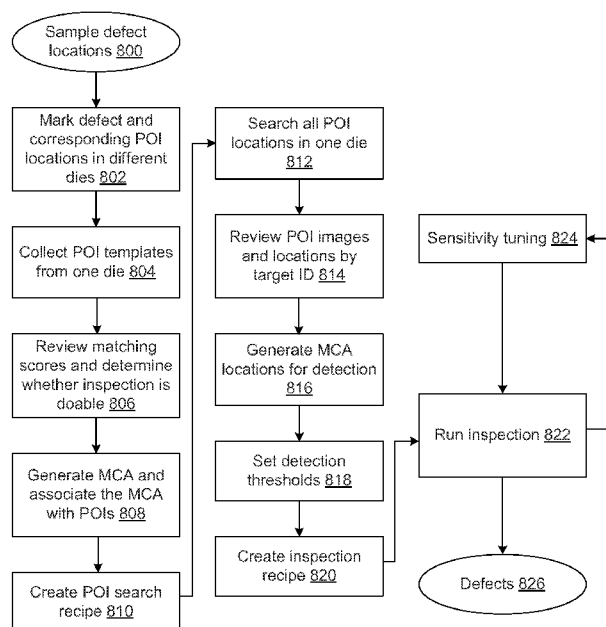 Sample defect
locations 800
Mark defect and
corresponding POI
locations in different
dies 802
Collect POI templates
from one die 804
Review matching
scores and determine
whether inspection is
doable 806
Generate MCA and
associate the MCA
with POIs 808
Create POI search
recipe 810
Search all POI
locations in one die
812
Review POI images
and locations by
target ID 814
Generate MCA
locations for detection
816
Set detection
thresholds 818
Create inspection
recipe 820
Sensitivity tuning 824
Run inspection 822
Defects 826